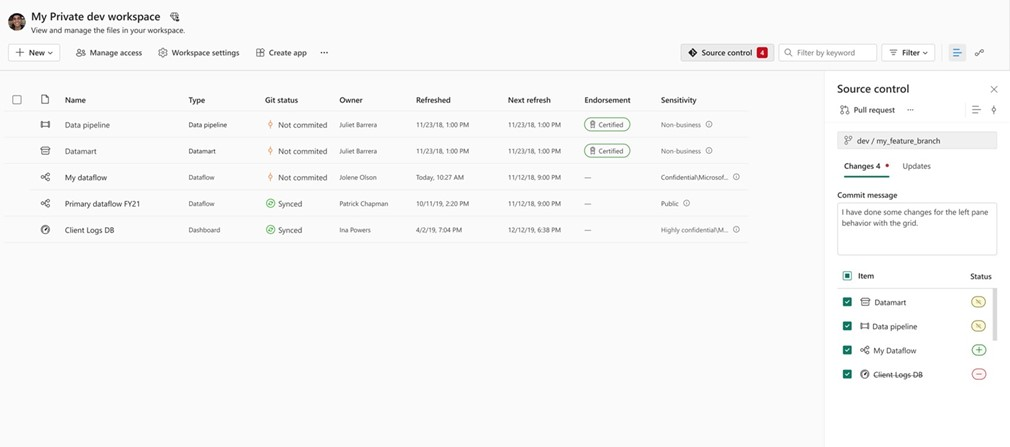 My Private dev workspace
View and manage the files in your workspace.
New
Manage access
Workspace settings
Create app
Source control 4
Filter by keyword
Filter
Name Type Git status Owner Refreshed Next refresh Endorsement Sensitivity
Data pipeline Data pipeline Not commited Juliet Barrera 11/23/18, 1:00 PM 11/23/18, 1:00 PM Certified Non-business
Datamart Datamart Not commited Juliet Barrera 11/23/18, 1:00 PM 11/23/18, 1:00 PM Certified Non-business
My dataflow Dataflow Not commited Jolene Olson Today, 10:27 AM 11/12/18, 9:00 PM — Confidential\Microsof...
Primary dataflow FY21 Dataflow Synced Patrick Chapman 10/11/19, 2:20 PM 11/12/18, 9:00 PM — Public
Client Logs DB Dashboard Synced Ina Powers 4/2/19, 7:04 PM 12/12/19, 6:38 PM — Highly confidential\M...
Source control
Pull request
dev / my_feature_branch
Changes 4 Updates
Commit message
I have done some changes for the left pane
behavior with the grid.
Item Status
Datamart
Data pipeline
My Dataflow
Client Logs DB